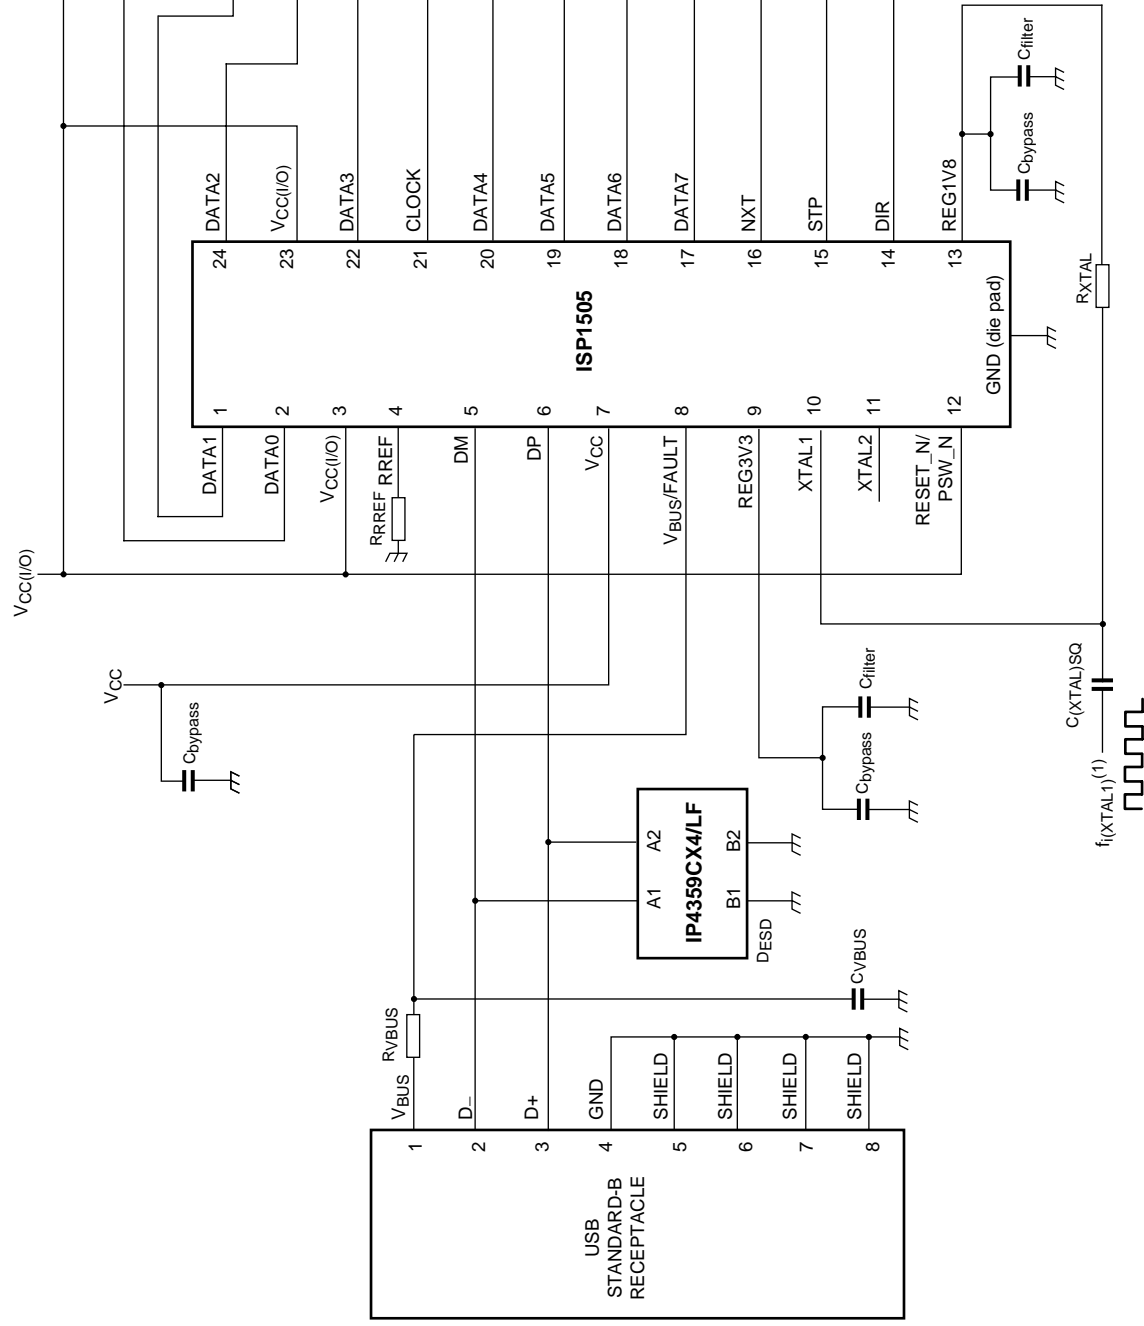 VCC(I/O)
VCC
Cbypass
DATA2
VCC(I/O)
DATA3
CLOCK
DATA4
DATA5
DATA6
DATA7
NXT
STP
DIR
REG1V8
Cfilter
Cbypass
24
23
22
21
20
19
18
17
16
15
14
13
ISP1505
GND (die pad)
RXTAL
1
2
3
4
5
6
7
8
9
10
11
12
DATA1
DATA0
VCC(I/O)
RREF
RRREF
DM
DP
VCC
VBUS/FAULT
REG3V3
XTAL1
XTAL2
RESET_N/
PSW_N
Cfilter
Cbypass
C(XTAL)SQ
fi(XTAL1)(1)
A1
A2
IP4359CX4/LF
B1
B2
DESD
CVBUS
RVBUS
VBUS
D−
D+
GND
SHIELD
SHIELD
SHIELD
SHIELD
1
2
3
4
5
6
7
8
USB
STANDARD-B
RECEPTACLE